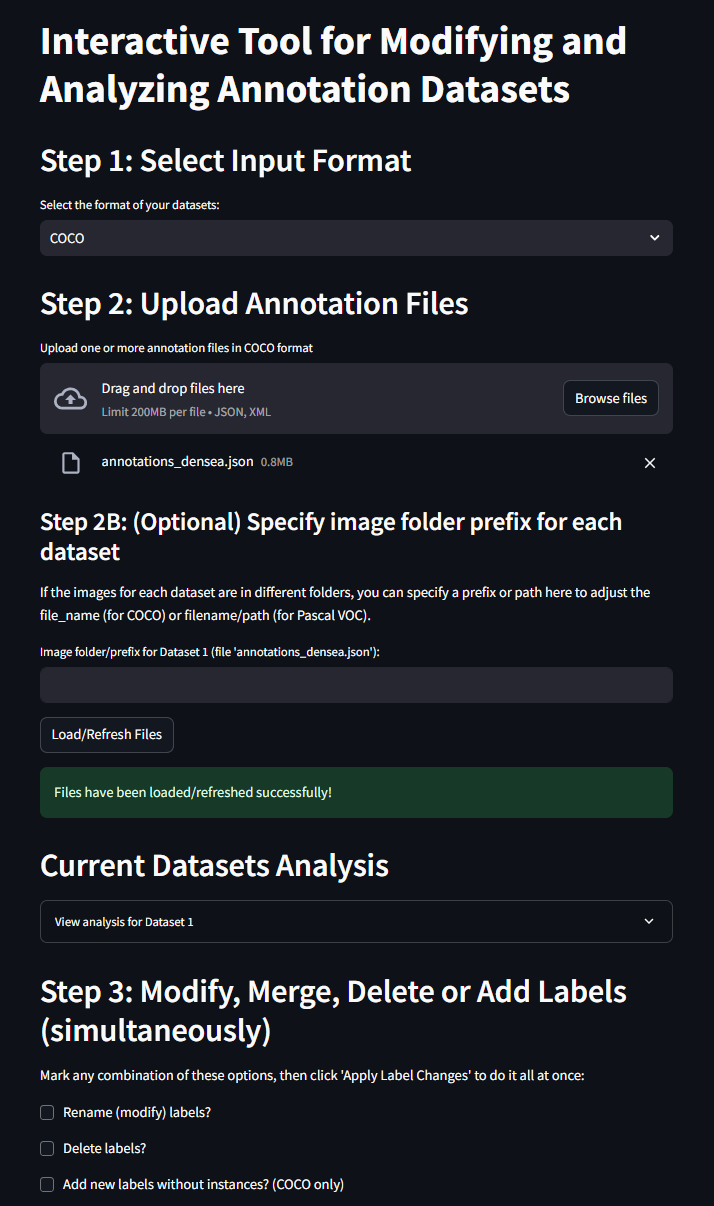 Interactive Tool for Modifying and
Analyzing Annotation Datasets
Step 1: Select Input Format
Select the format of your datasets:
COCO
Step 2: Upload Annotation Files
Upload one or more annotation files in COCO format
Drag and drop files here
Limit 200MB per file • JSON, XML
Browse files
annotations_densea.json 0.8MB
Step 2B: (Optional) Specify image folder prefix for each
dataset
If the images for each dataset are in different folders, you can specify a prefix or path here to adjust the
file_name (for COCO) or filename/path (for Pascal VOC).
Image folder/prefix for Dataset 1 (file 'annotations_densea.json'):
Load/Refresh Files
Files have been loaded/refreshed successfully!
Current Datasets Analysis
View analysis for Dataset 1
Step 3: Modify, Merge, Delete or Add Labels
(simultaneously)
Mark any combination of these options, then click 'Apply Label Changes' to do it all at once:
Rename (modify) labels?
Delete labels?
Add new labels without instances? (COCO only)